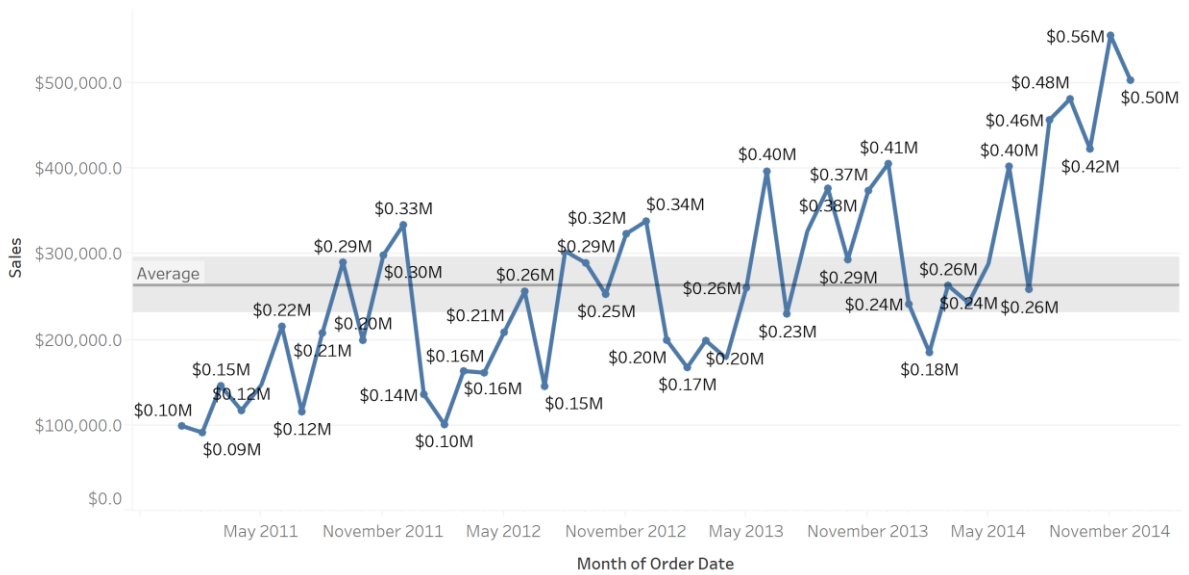 $0.56M
$500,000.0
$0.48M
$0.50M
$0.46M
$0.42M
$400,000.0
$0.40M
$0.41M
$0.40M
$0.37M
$0.38M
$0.33M
$0.32M
$0.34M
$300,000.0
$0.29M
$0.29M
$0.30M
Average
$0.26M
$0.26M
$0.26M
$0.29M
$0.24M
$0.24M
$0.26M
$0.22M
$0.20M
$0.21M
$0.25M
$0.23M
$200,000.0
$0.21M
$0.16M
$0.20M
$0.20M
$0.15M
$0.12M
$0.14M
$0.16M
$0.17M
$0.18M
$0.10M
$0.15M
$100,000.0
$0.12M
$0.09M
$0.10M
$0.0
Sales
May 2011 November 2011 May 2012 November 2012 May 2013 November 2013 May 2014 November 2014
Month of Order Date